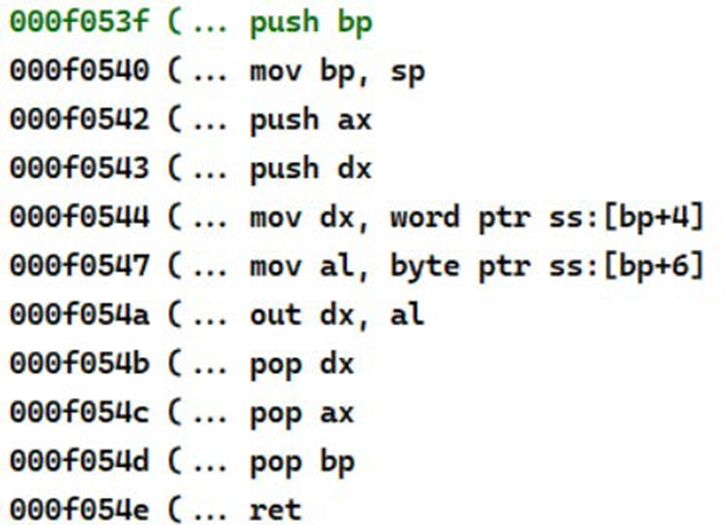 000f053f (... push bp
000f0540 (... mov bp, sp
000f0542 (... push ax
000f0543 (... push dx
000f0544 (... mov dx, word ptr ss:[bp+4]
000f0547 (... mov al, byte ptr ss:[bp+6]
000f054a (... out dx, al
000f054b (... pop dx
000f054c (... pop ax
000f054d (... pop bp
000f054e (... ret